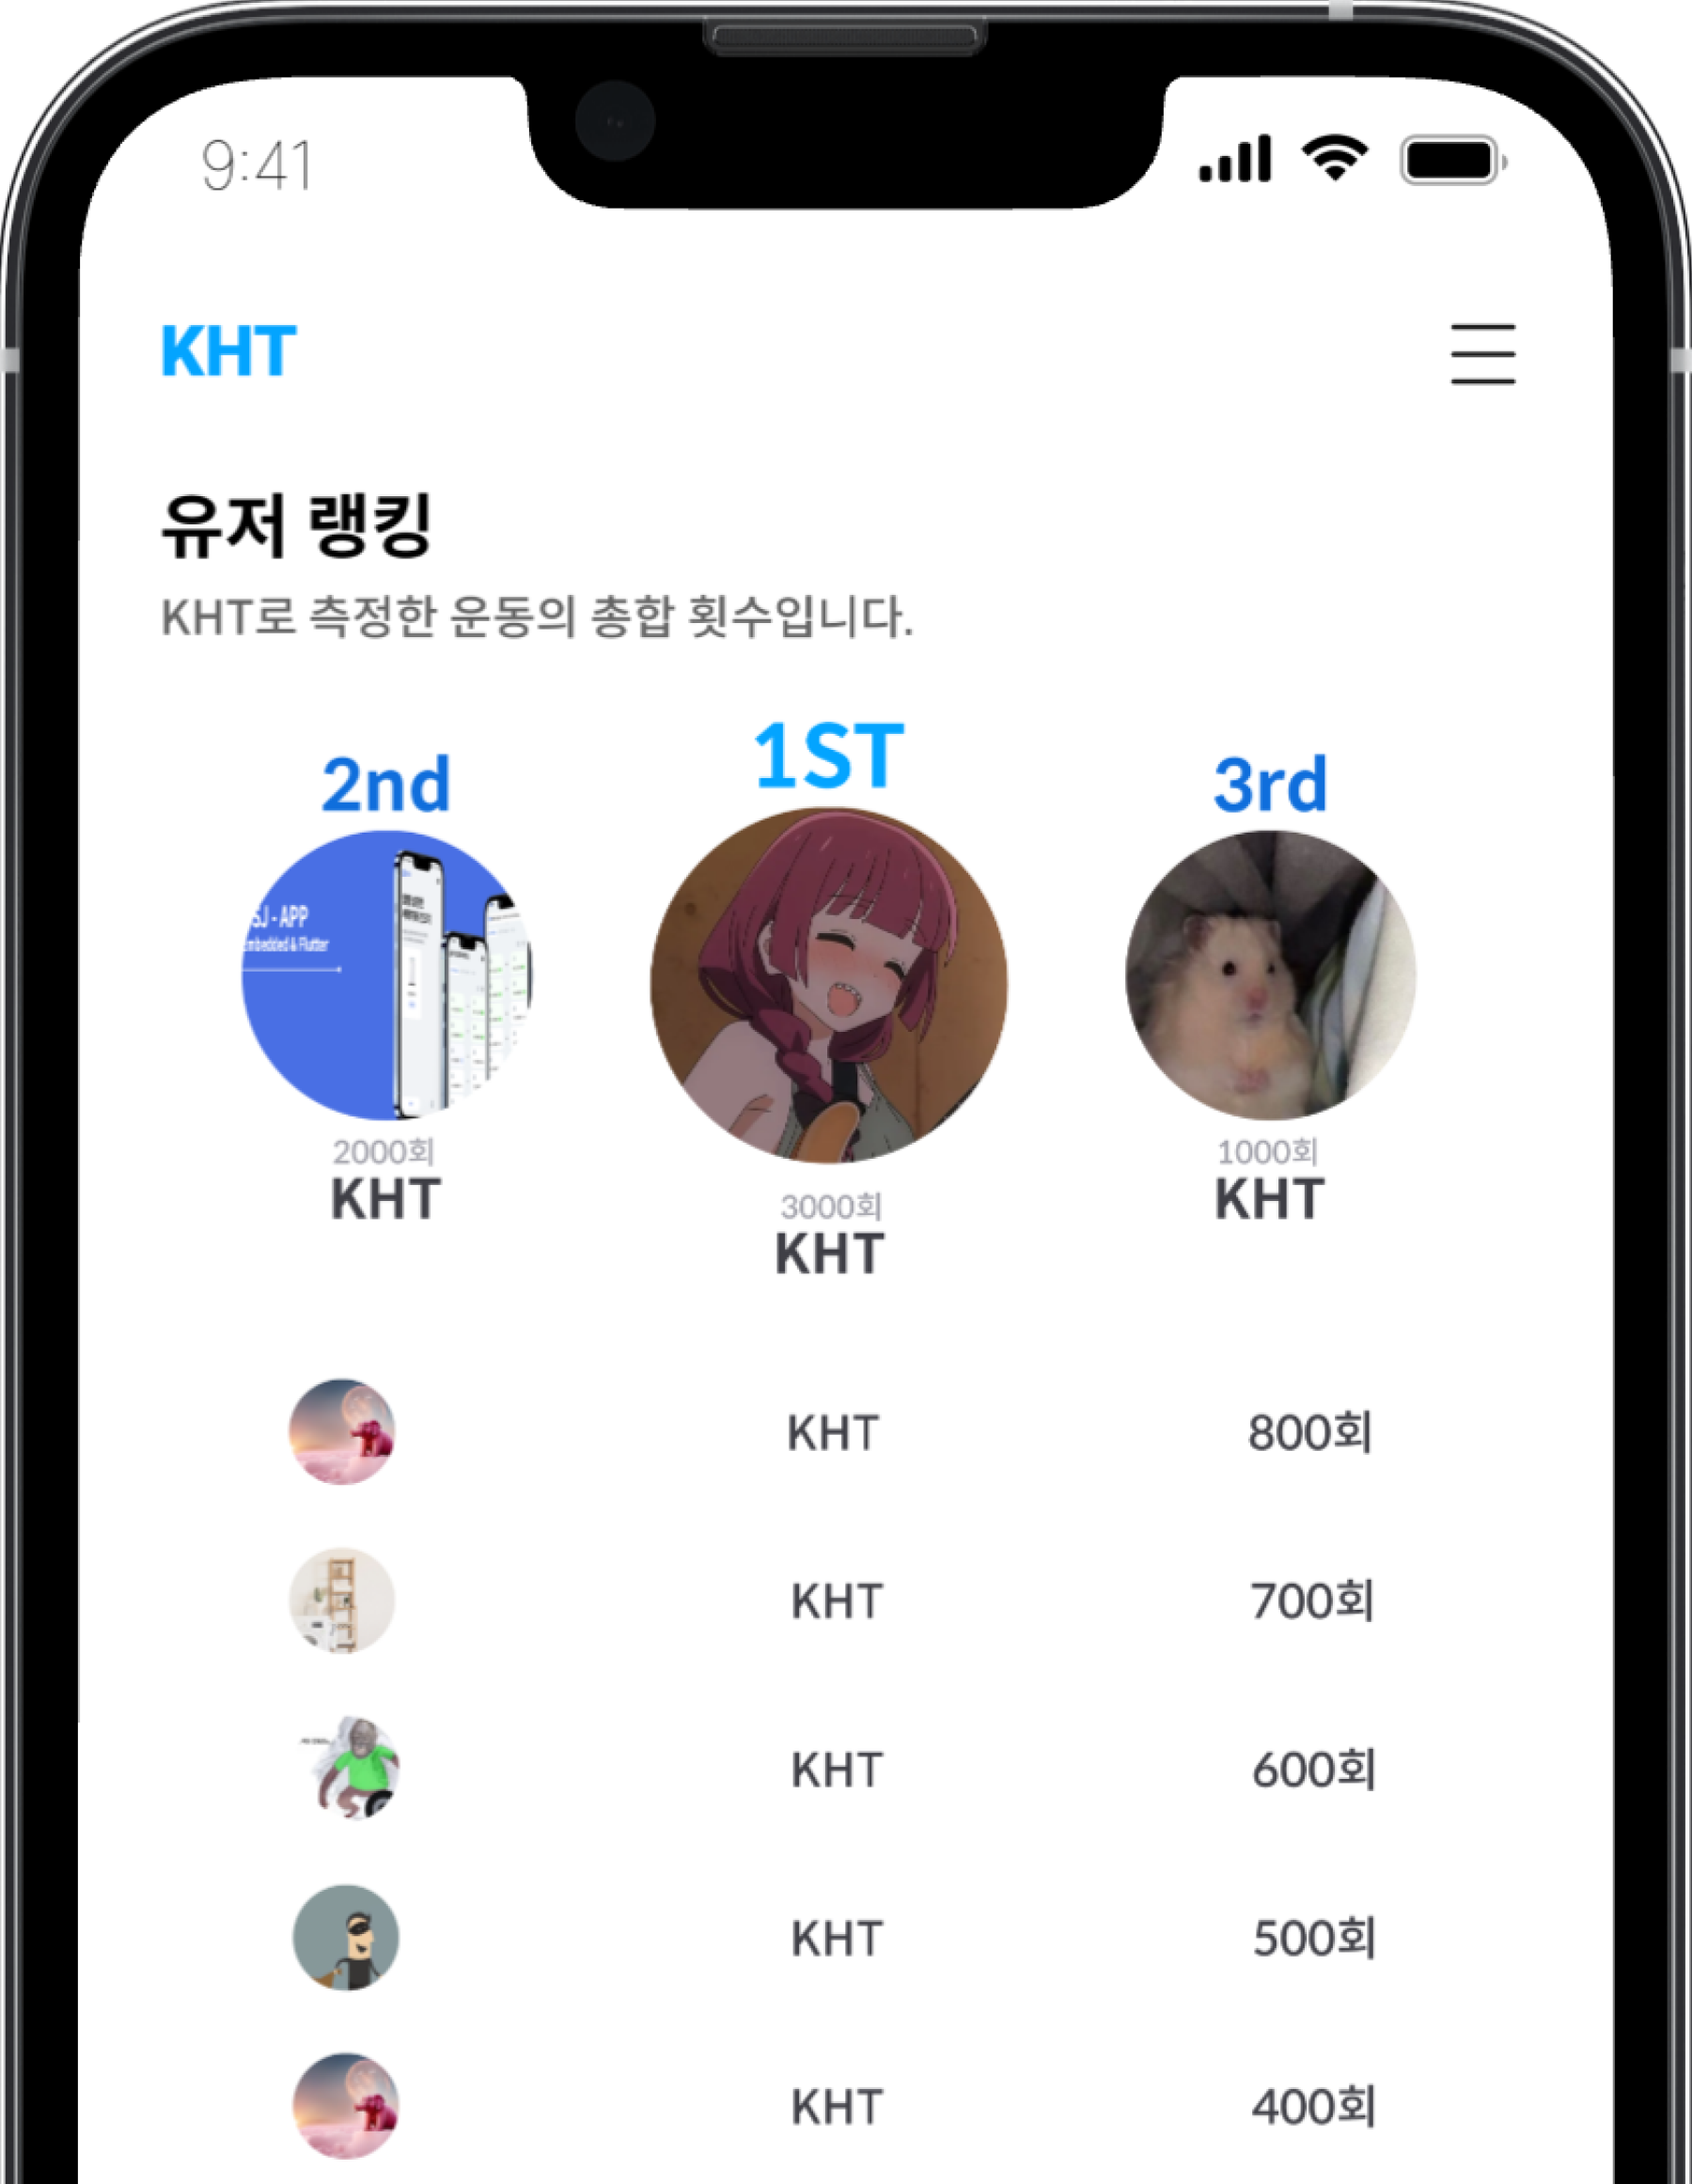 9:41
KHT
유저 랭킹
KHT로 측정한 운동의 총합 횟수입니다.
2nd
1ST
3rd
SJ - APP
Embedded & Flutter
2000회
KHT
3000회
KHT
1000회
KHT
KHT 800회
KHT 700회
KHT 600회
KHT 500회
KHT 400회